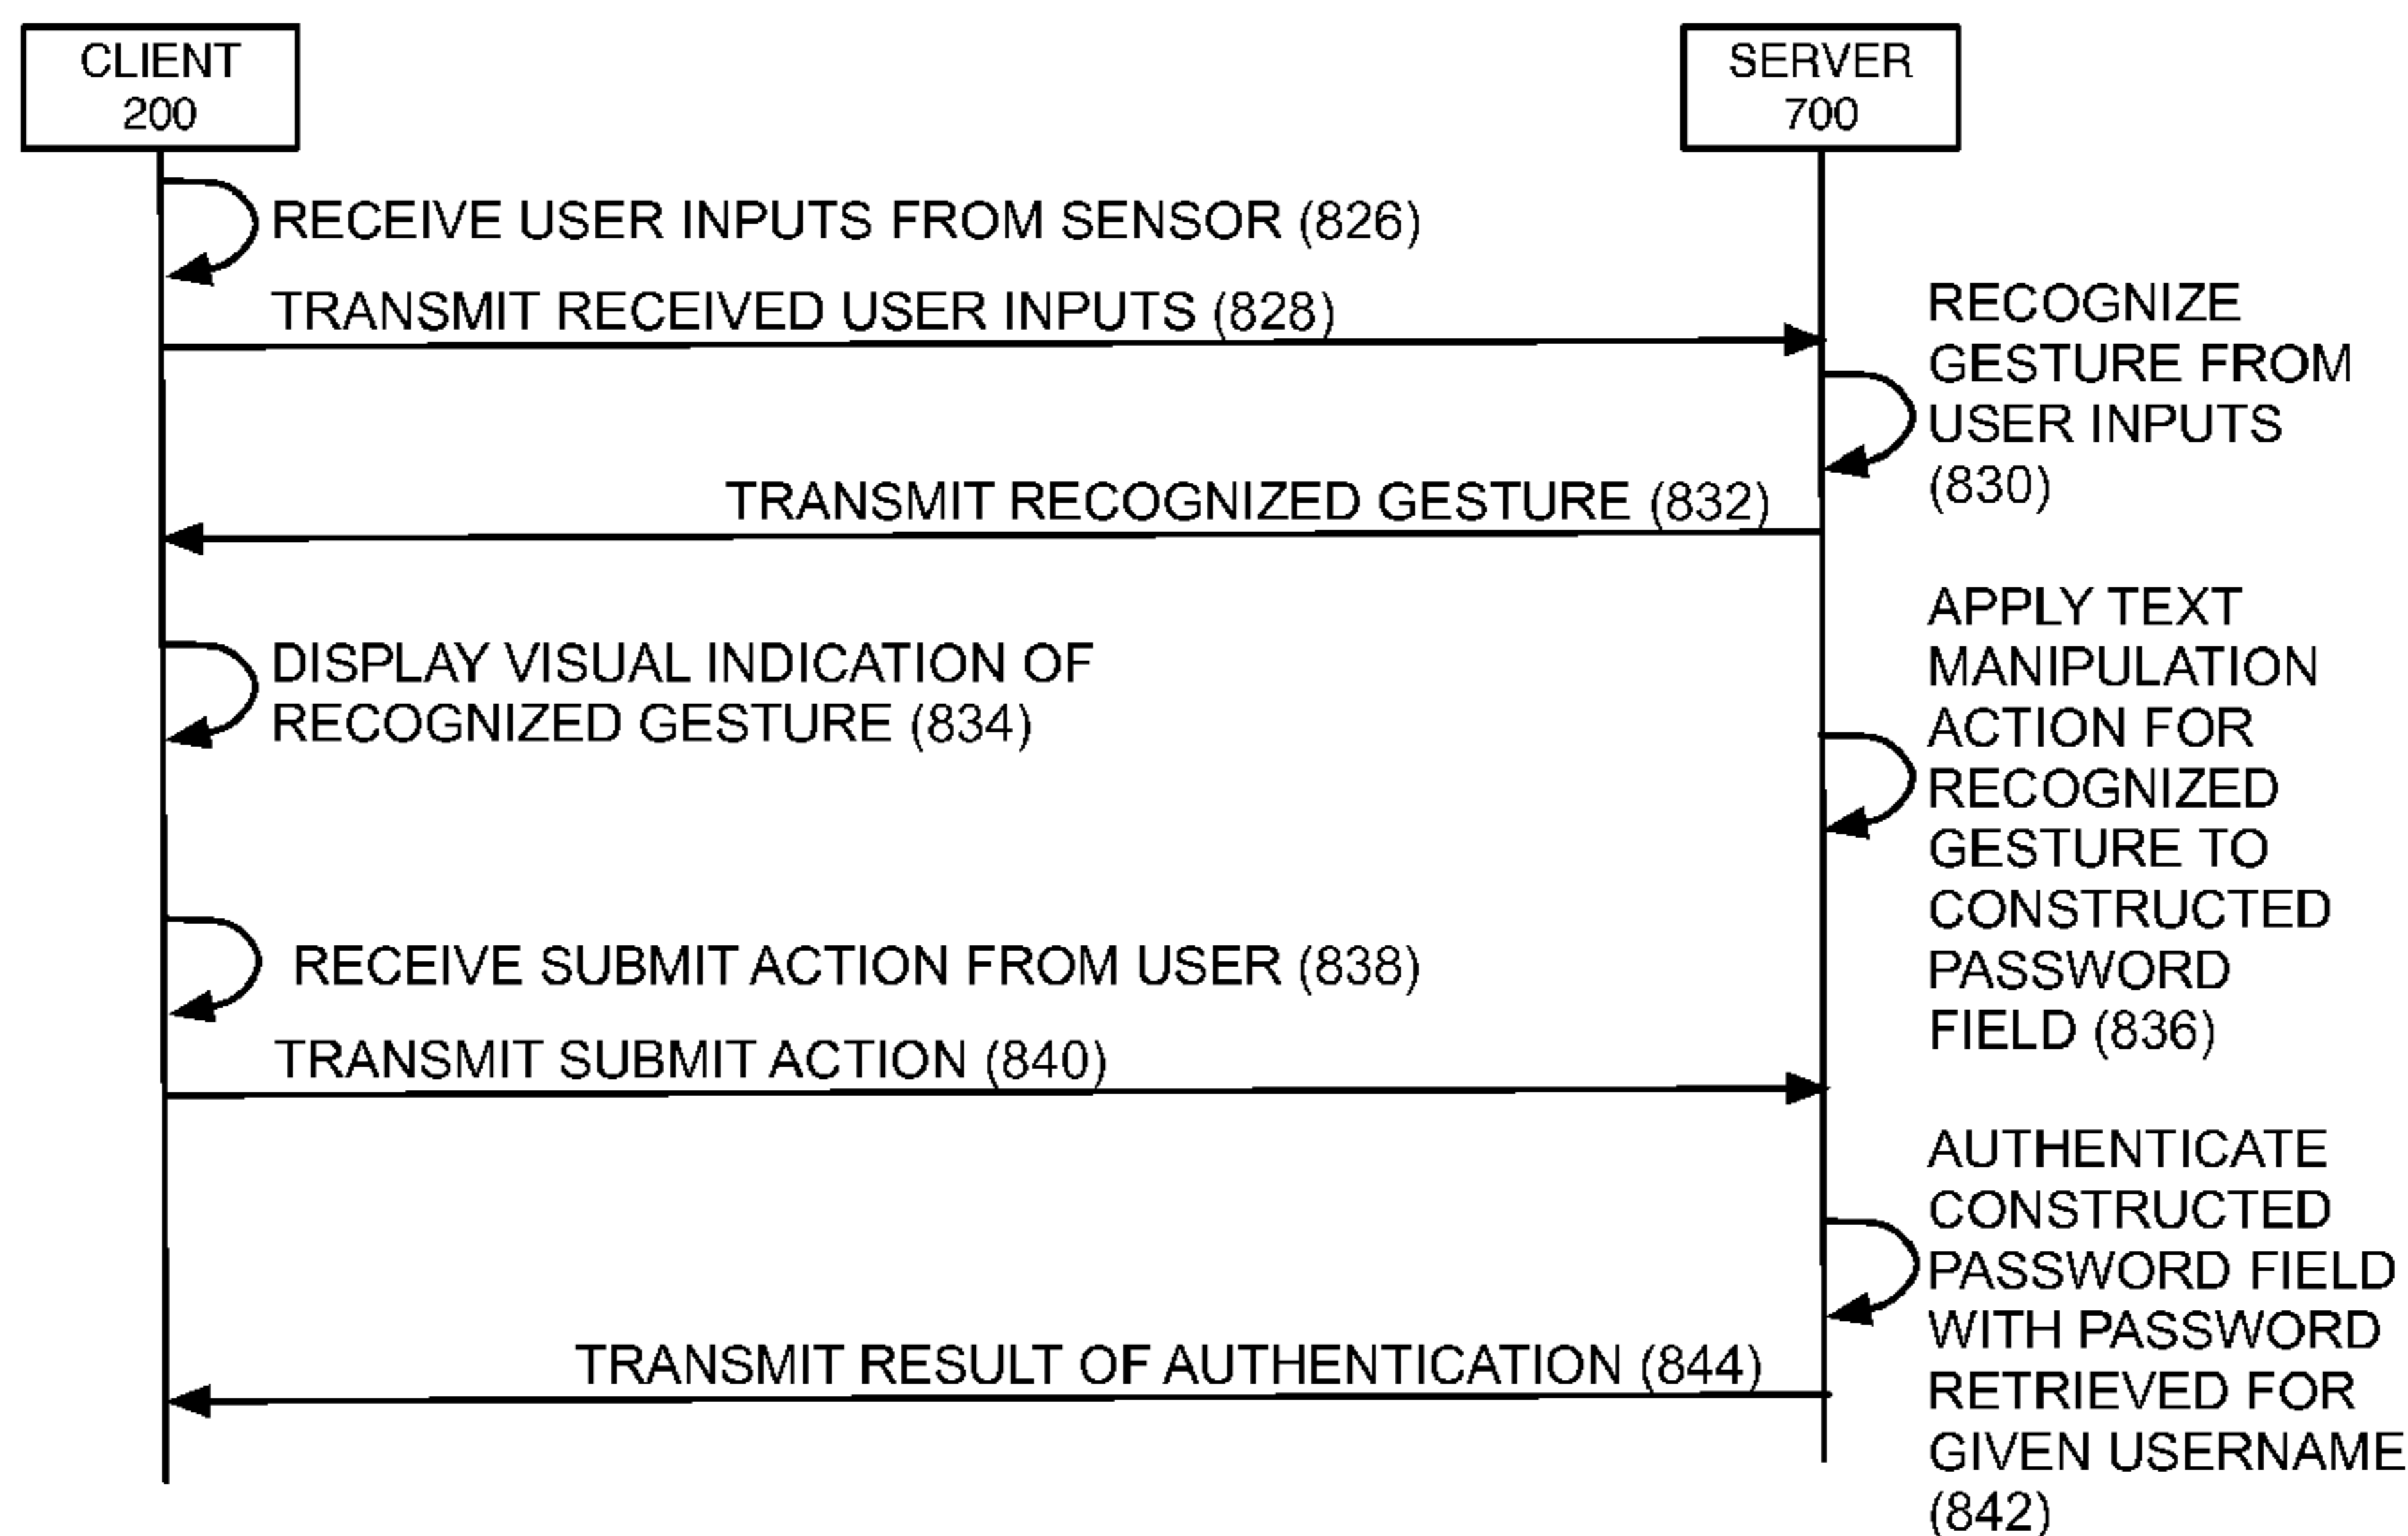 CLIENT
200
SERVER
700
RECEIVE USER INPUTS FROM SENSOR (826)
TRANSMIT RECEIVED USER INPUTS (828)
RECOGNIZE
GESTURE FROM
USER INPUTS
(830)
TRANSMIT RECOGNIZED GESTURE (832)
DISPLAY VISUAL INDICATION OF
RECOGNIZED GESTURE (834)
APPLY TEXT
MANIPULATION
ACTION FOR
RECOGNIZED
GESTURE TO
CONSTRUCTED
PASSWORD
FIELD (836)
RECEIVE SUBMIT ACTION FROM USER (838)
TRANSMIT SUBMIT ACTION (840)
AUTHENTICATE
CONSTRUCTED
PASSWORD FIELD
WITH PASSWORD
RETRIEVED FOR
GIVEN USERNAME
(842)
TRANSMIT RESULT OF AUTHENTICATION (844)